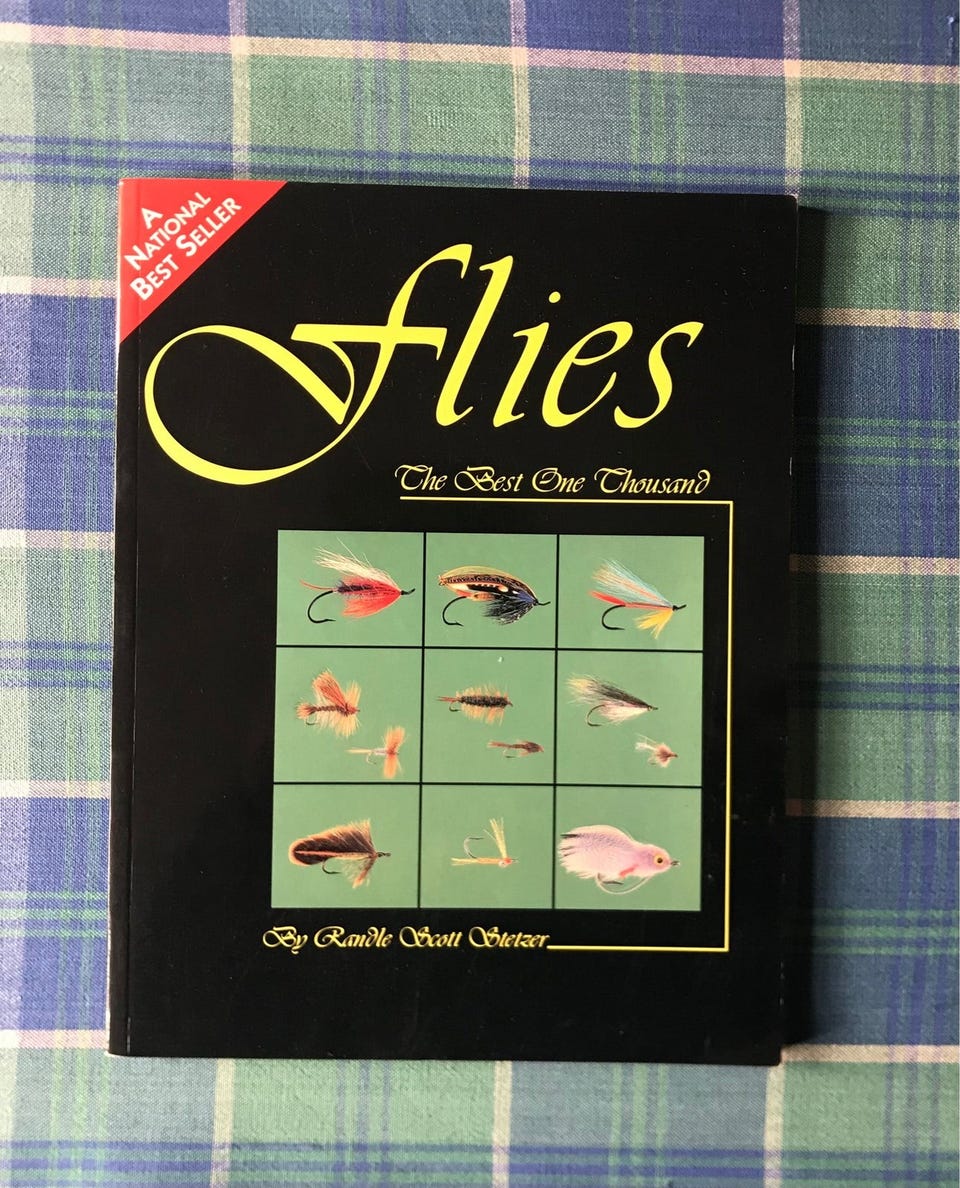 A
NATIONAL
BEST SELLER
flies
The Best One Thousand
By Randle Scott Stetzer